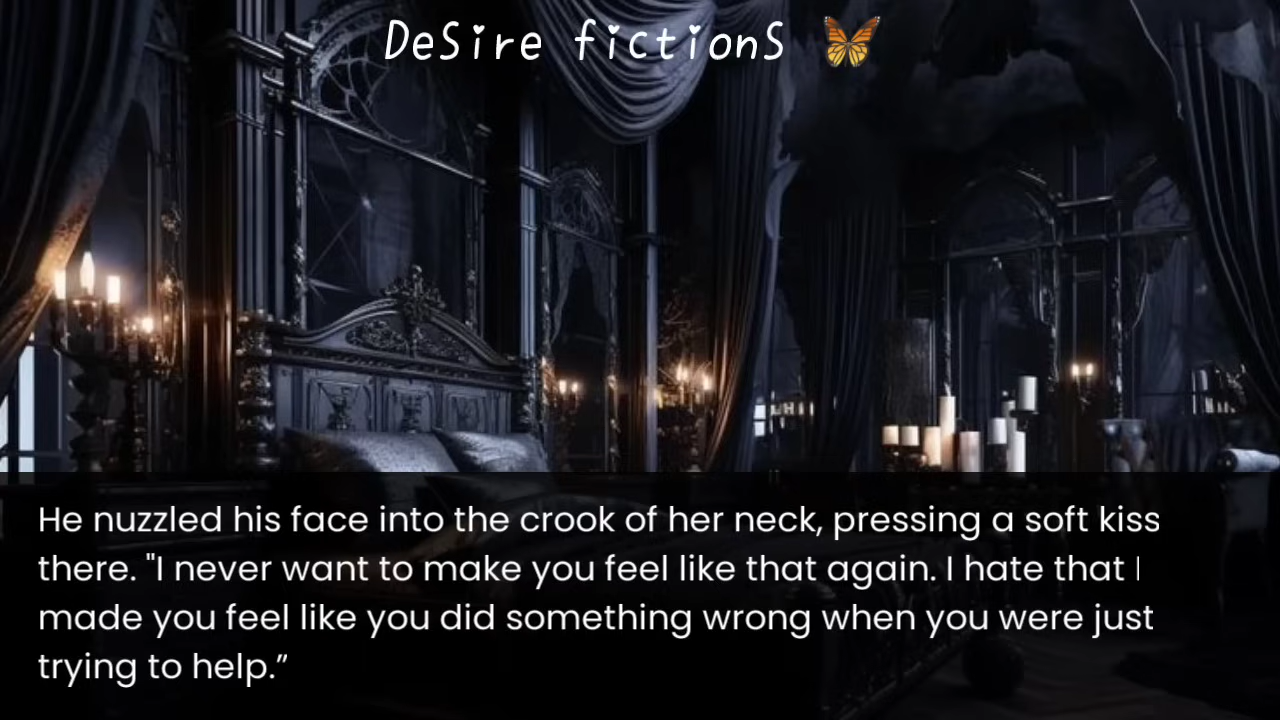 DeSire fictionS 🦋
He nuzzled his face into the crook of her neck, pressing a soft kiss
there. "I never want to make you feel like that again. I hate that I
made you feel like you did something wrong when you were just
trying to help.”